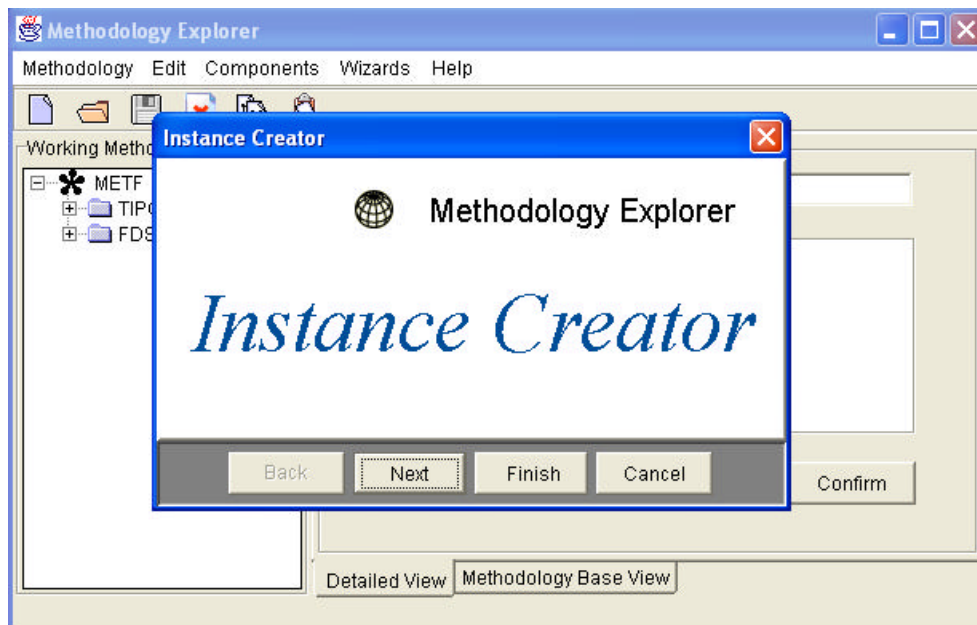 Methodology Explorer
Methodology Edit Components Wizards Help
Instance Creator
Working Metho
METF
TIPO
FDS
Methodology Explorer
Instance Creator
Back Next Finish Cancel
Confirm
Detailed View Methodology Base View